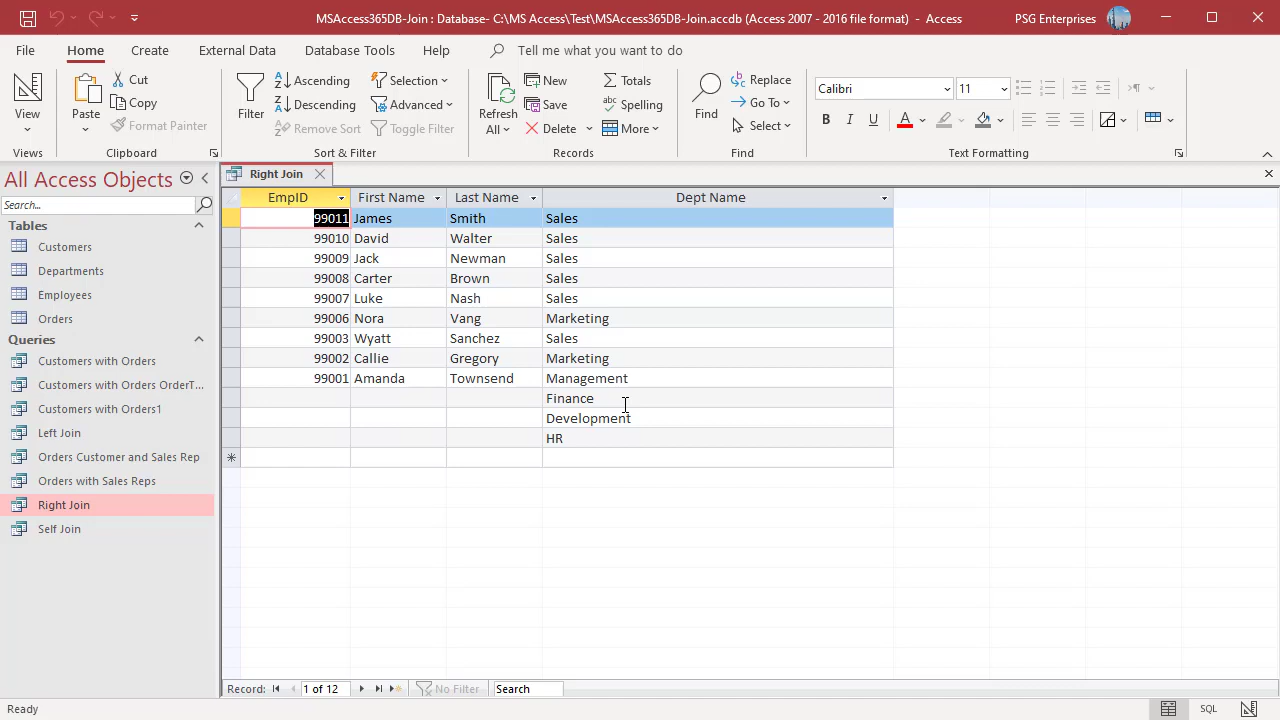 MSAccess365DB-Join : Database- C:\MS Access\Test\MSAccess365DB-Join.accdb (Access 2007 - 2016 file format) - Access
PSG Enterprises
File Home Create External Data Database Tools Help Tell me what you want to do
View
Views
Paste
Cut
Copy
Format Painter
Clipboard
Filter
Ascending
Descending
Remove Sort
Selection
Advanced
Toggle Filter
Sort & Filter
Refresh
All
New
Save
Delete
Totals
Spelling
More
Records
Find
Replace
Go To
Select
Find
Calibri 11
B I U A
Text Formatting
All Access Objects
Search...
Tables
Customers
Departments
Employees
Orders
Queries
Customers with Orders
Customers with Orders OrderT...
Customers with Orders1
Left Join
Orders Customer and Sales Rep
Orders with Sales Reps
Right Join
Self Join
Right Join
EmpID First Name Last Name Dept Name
99011 James Smith Sales
99010 David Walter Sales
99009 Jack Newman Sales
99008 Carter Brown Sales
99007 Luke Nash Sales
99006 Nora Vang Marketing
99003 Wyatt Sanchez Sales
99002 Callie Gregory Marketing
99001 Amanda Townsend Management
Finance
Development
HR
Record: 1 of 12 No Filter Search
Ready SQL